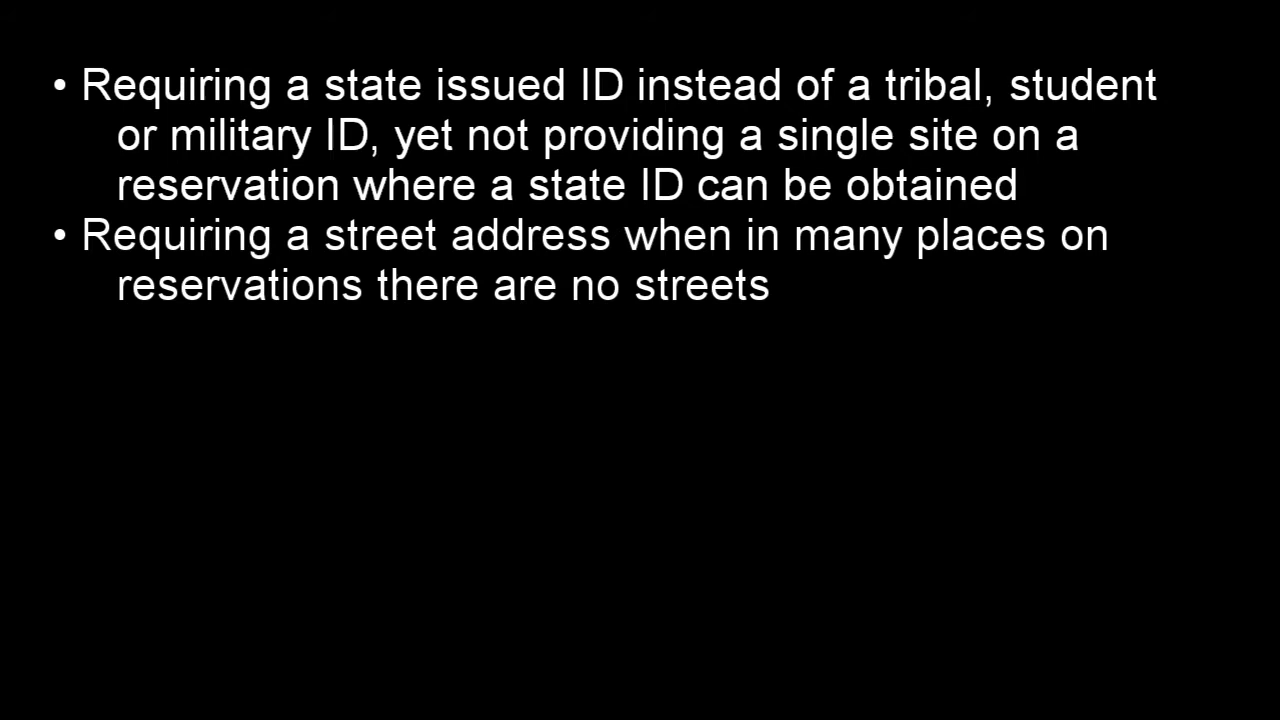 • Requiring a state issued ID instead of a tribal, student
or military ID, yet not providing a single site on a
reservation where a state ID can be obtained
• Requiring a street address when in many places on
reservations there are no streets